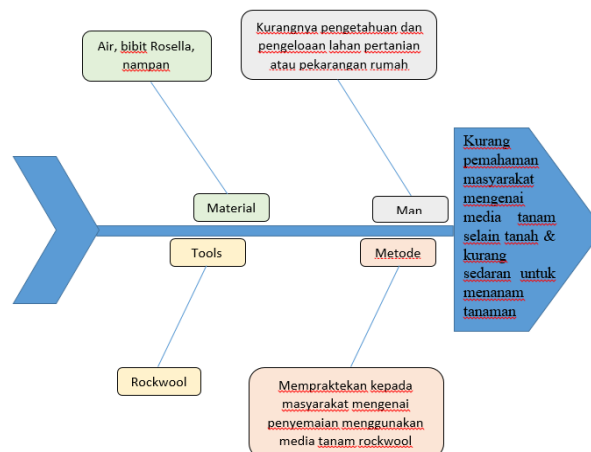 Air, bibit Rosella,
nampan
Kurangnya pengetahuan dan
pengeloaan lahan pertanian
atau pekarangan rumah
Kurang
pemahaman
masyarakat
mengenai
media tanam
selain tanah &
kurang
sedaran untuk
menanam
tanaman
Material
Man
Tools
Metode
Rockwool
Mempraktekan kepada
masyarakat mengenai
penyemaian menggunakan
media tanam rockwool